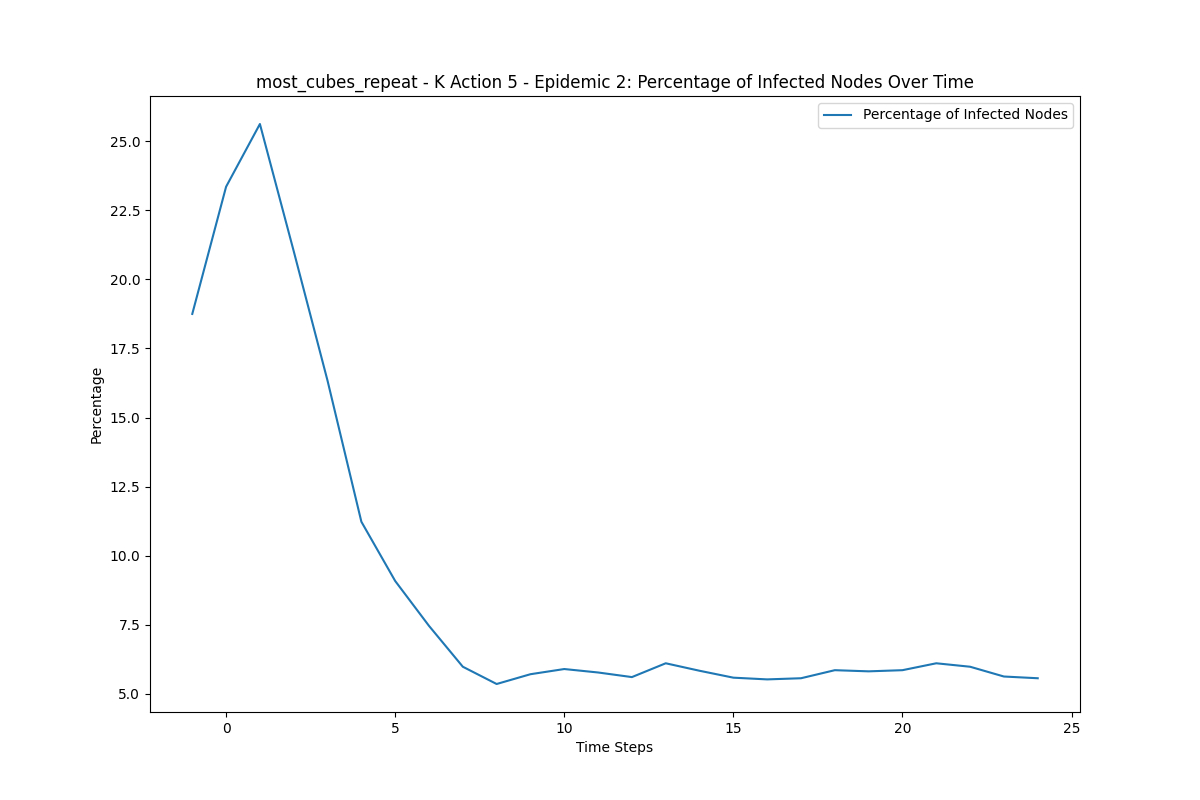 most_cubes_repeat - K Action 5 - Epidemic 2: Percentage of Infected Nodes Over Time
Percentage of Infected Nodes
25.0
22.5
20.0
17.5
15.0
12.5
10.0
7.5
5.0
Percentage
0 5 10 15 20 25
Time Steps